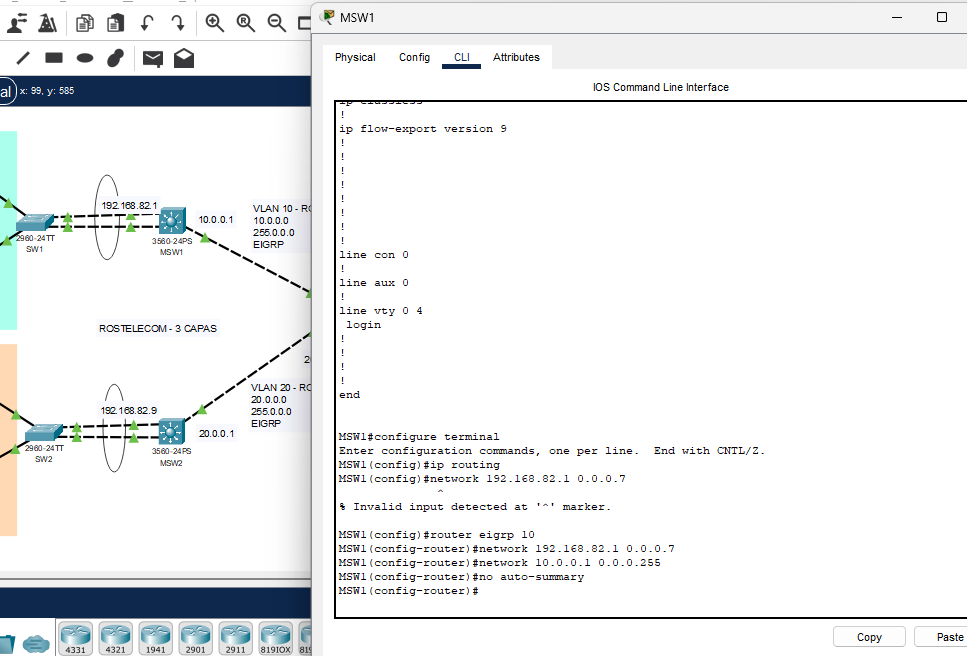 MSW1
Physical
Config
CLI
Attributes
IOS Command Line Interface
al
x: 99, y: 585
192.168.82.1
2960-24TT
SW1
3560-24PS
MSW1
10.0.0.1
VLAN 10 - RO
10.0.0.0
255.0.0.0
EIGRP
ROSTELECOM - 3 CAPAS
192.168.82.9
2960-24TT
SW2
3560-24PS
MSW2
20.0.0.1
20
VLAN 20 - RO
20.0.0.0
255.0.0.0
EIGRP
4331
4321
1941
2901
2911
819IOX
819
ip classless
!
ip flow-export version 9
!
!
!
!
!
!
!
!
line con 0
!
line aux 0
!
line vty 0 4
login
!
!
!
!
end
MSW1#configure terminal
Enter configuration commands, one per line.  End with CNTL/Z.
MSW1(config)#ip routing
MSW1(config)#network 192.168.82.1 0.0.0.7
^
% Invalid input detected at '^' marker.
MSW1(config)#router eigrp 10
MSW1(config-router)#network 192.168.82.1 0.0.0.7
MSW1(config-router)#network 10.0.0.1 0.0.0.255
MSW1(config-router)#no auto-summary
MSW1(config-router)#
Copy
Paste